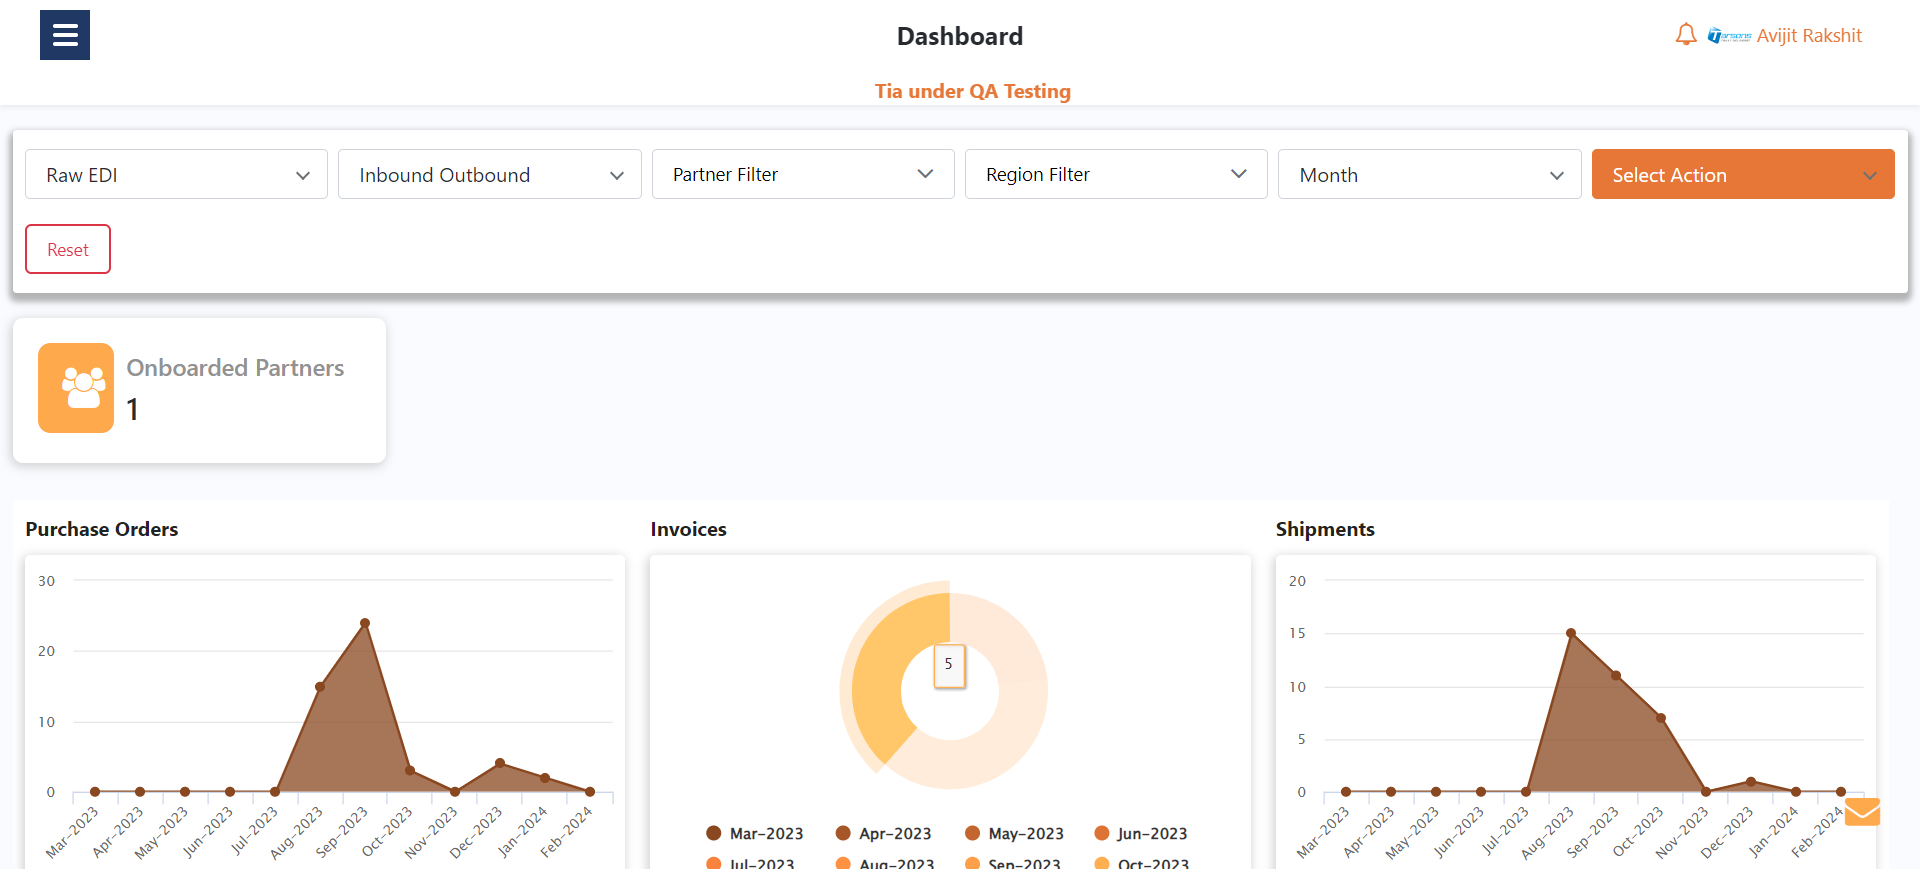 Dashboard
Tarsons
Avijit Rakshit
Tia under QA Testing
Raw EDI
Inbound Outbound
Partner Filter
Region Filter
Month
Select Action
Reset
Onboarded Partners
1
Purchase Orders
30
20
10
0
Mar-2023
Apr-2023
May-2023
Jun-2023
Jul-2023
Aug-2023
Sep-2023
Oct-2023
Nov-2023
Dec-2023
Jan-2024
Feb-2024
Invoices
5
Mar-2023
Apr-2023
May-2023
Jun-2023
Jul-2023
Aug-2023
Sep-2023
Oct-2023
Shipments
20
15
10
5
0
Mar-2023
Apr-2023
May-2023
Jun-2023
Jul-2023
Aug-2023
Sep-2023
Oct-2023
Nov-2023
Dec-2023
Jan-2024
Feb-2024